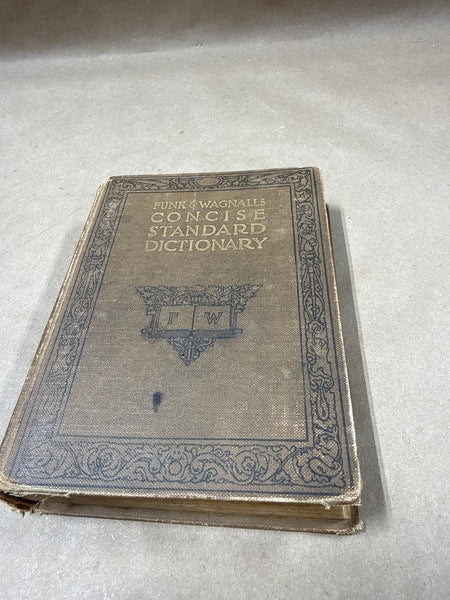 FUNK & WAGNALLS
CONCISE
STANDARD
DICTIONARY
F W